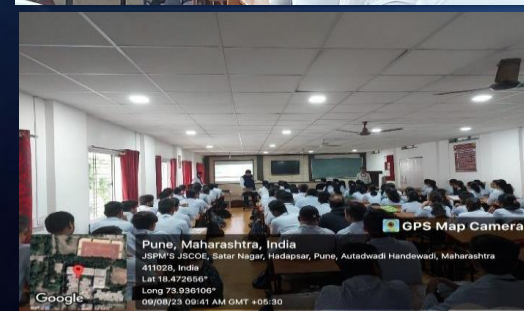 GPS Map Camera
Pune, Maharashtra, India
JSPM'S JSCOE, Satar Nagar, Hadapsar, Pune, Autadwadi Handewadi, Maharashtra
411028, India
Lat 18.472656°
Long 73.936106°
09/08/23 09:41 AM GMT +05:30
Google